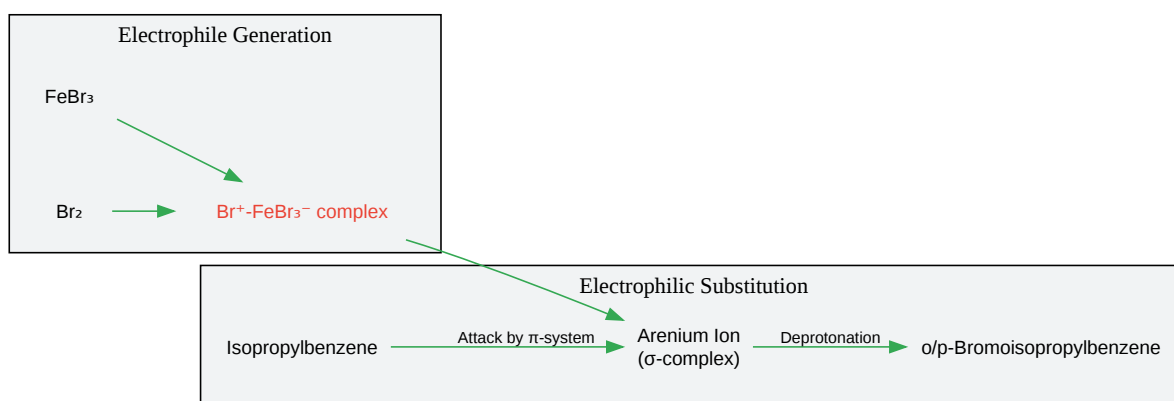 Electrophile Generation
FeBr₃
Br₂
Br⁺-FeBr₃⁻ complex
Electrophilic Substitution
Isopropylbenzene
Attack by π-system
Arenium Ion
(σ-complex)
Deprotonation
o/p-Bromoisopropylbenzene